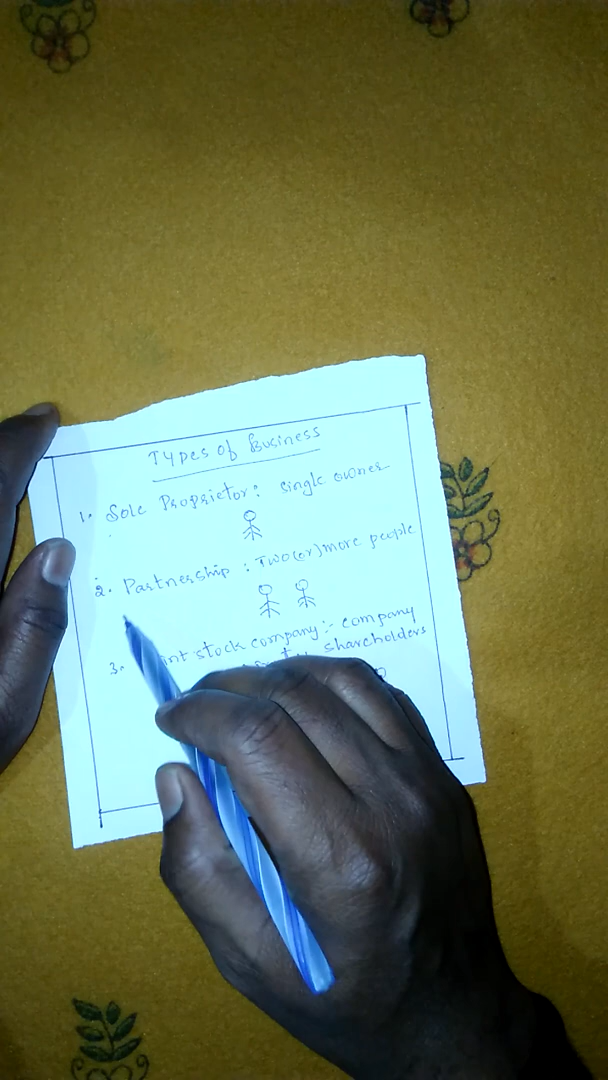 Types of Business
1. Sole Proprietor: single owner
2. Partnership : Two(or)more people
3. stock company:- company
shareholders